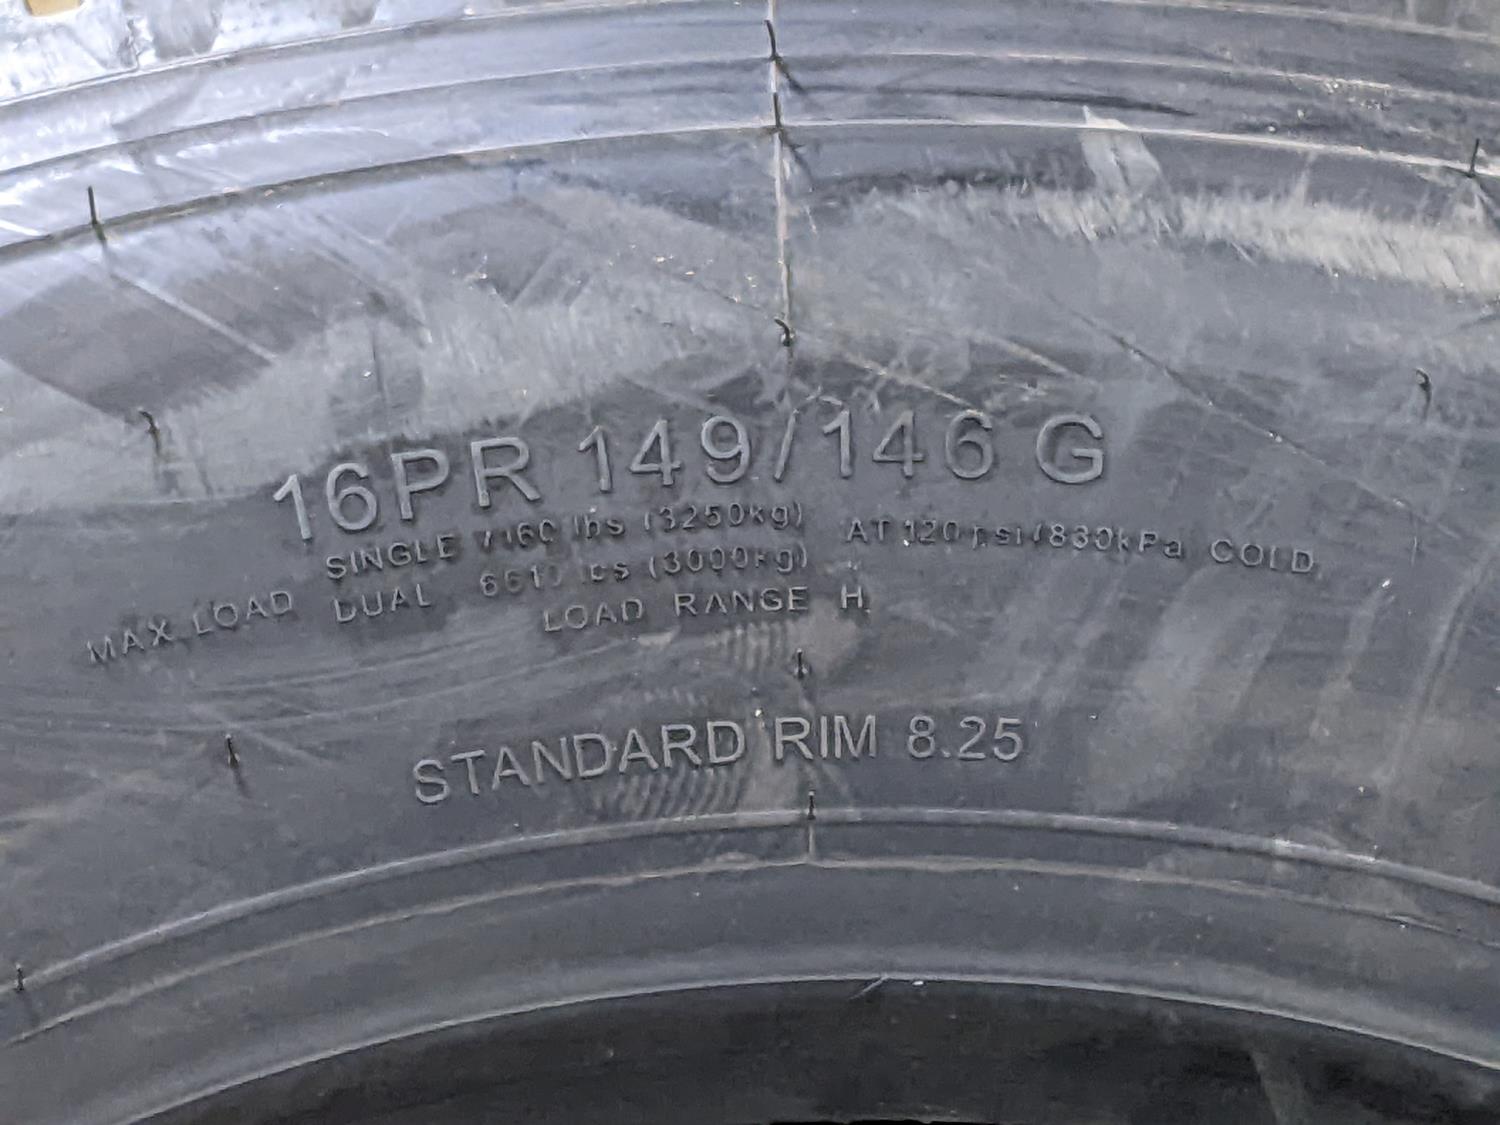 16PR 149/146 G
SINGLE 7160 lbs (3250kg) AT 120 psi (830kPa) COLD
MAX. LOAD DUAL 6610 lbs (3000kg)
LOAD RANGE H
STANDARD RIM 8.25